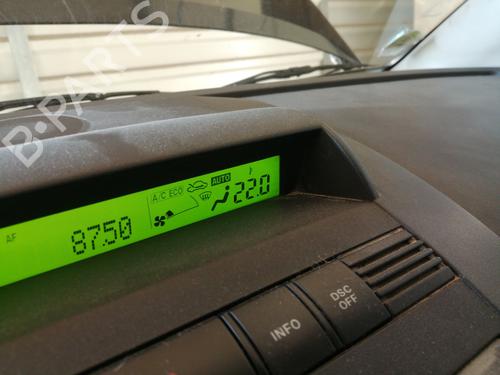 B-PARTS
AF
87.50
A/C ECO
AUTO
22.0
INFO
DSC
OFF